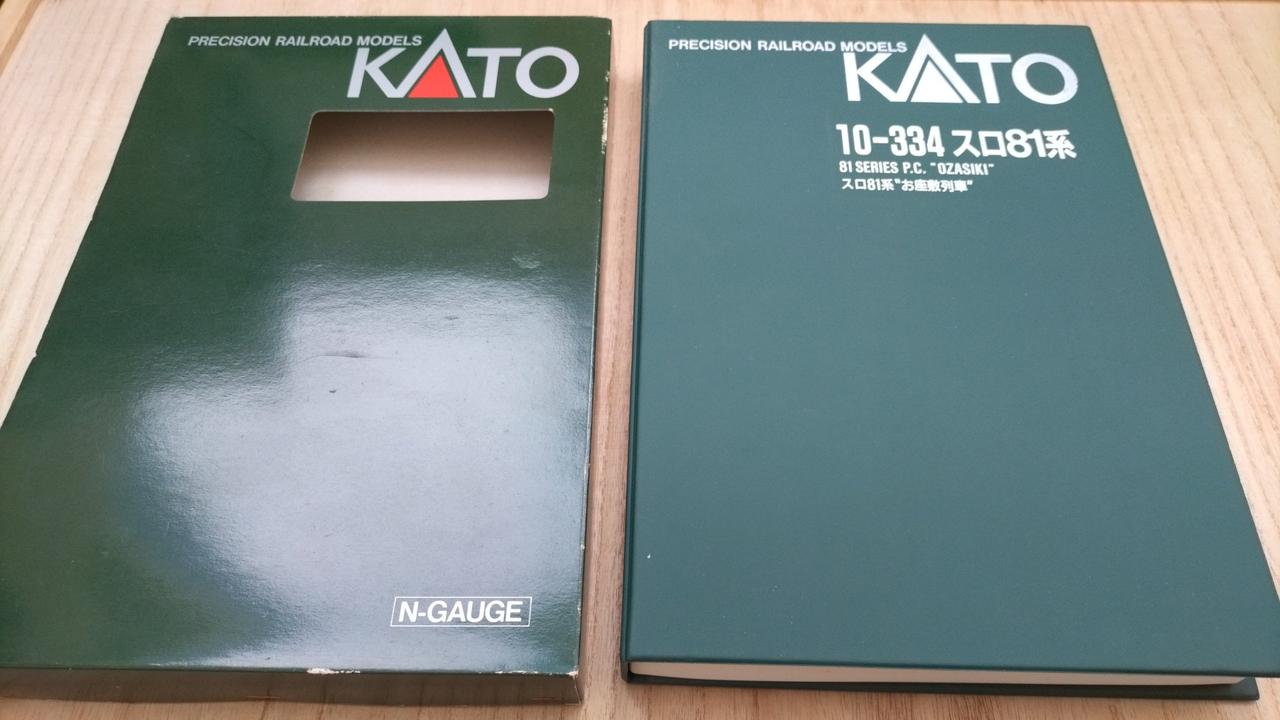 PRECISION RAILROAD MODELS
KATO
N-GAUGE
PRECISION RAILROAD MODELS
KATO
10-334 スロ81系
81 SERIES P.C. "OZASIKI"
スロ81系"お座敷列車"